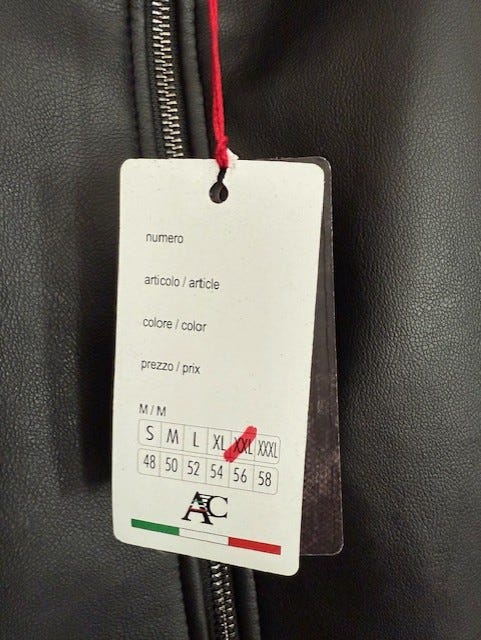 numero
articolo / article
colore / color
prezzo / prix
M / M
S M L XL XXL XXXL
48 50 52 54 56 58
AC